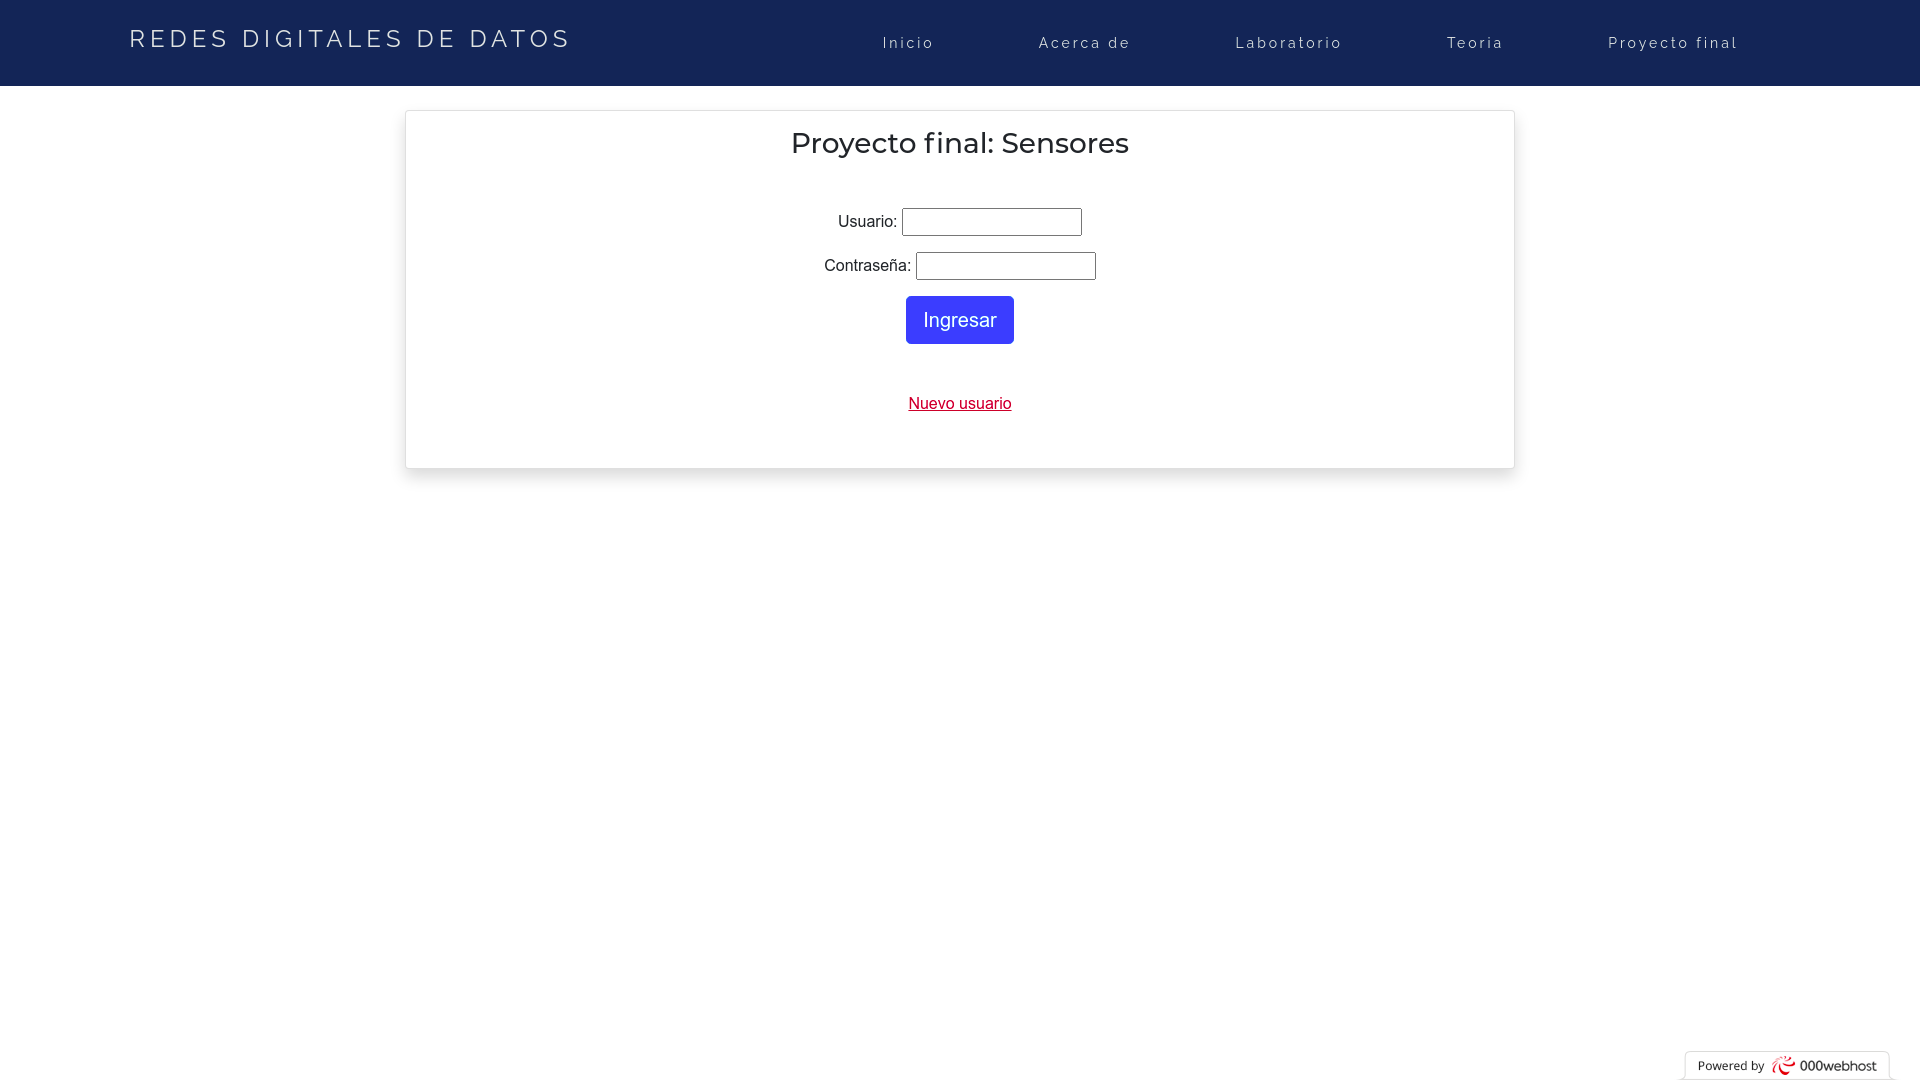 REDES DIGITALES DE DATOS
Inicio
Acerca de
Laboratorio
Teoria
Proyecto final
Proyecto final: Sensores
Usuario:
Contraseña:
Ingresar
Nuevo usuario
Powered by 000webhost